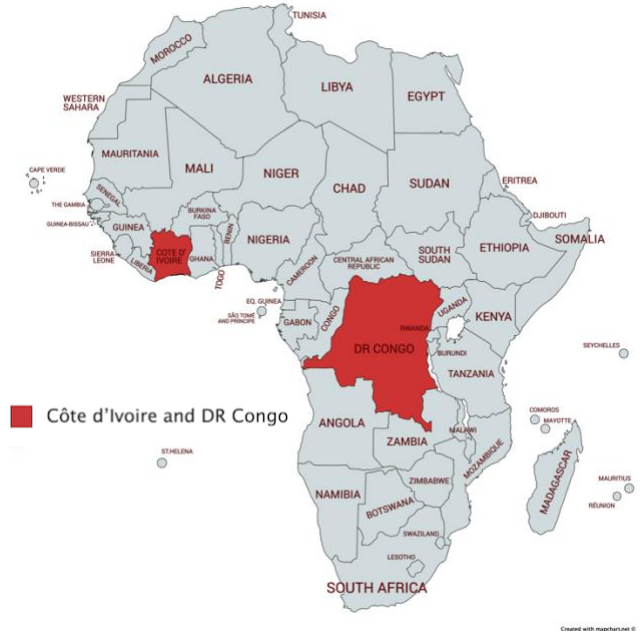 TUNISIA
MOROCCO
ALGERIA
LIBYA
EGYPT
WESTERN
SAHARA
MAURITANIA
MALI
NIGER
CHAD
SUDAN
ERITREA
CAPE VERDE
SENEGAL
THE GAMBIA
GUINEA-BISSAU
GUINEA
BURKINA
FASO
BENIN
NIGERIA
DJIBOUTI
SOMALIA
ETHIOPIA
SIERRA
LEONE
LIBERIA
COTE D'
IVOIRE
GHANA
TOGO
CAMEROON
CENTRAL AFRICAN
REPUBLIC
SOUTH
SUDAN
EQ. GUINEA
SÃO TOMÉ
AND PRÍNCIPE
GABON
CONGO
UGANDA
KENYA
RWANDA
DR CONGO
BURUNDI
TANZANIA
SEYCHELLES
Côte d'Ivoire and DR Congo
ANGOLA
ZAMBIA
MALAWI
MOZAMBIQUE
COMOROS
MAYOTTE
ST.HELENA
NAMIBIA
ZIMBABWE
BOTSWANA
MADAGASCAR
MAURITIUS
RÉUNION
SWAZILAND
LESOTHO
SOUTH AFRICA
Created with mapchart.net ©